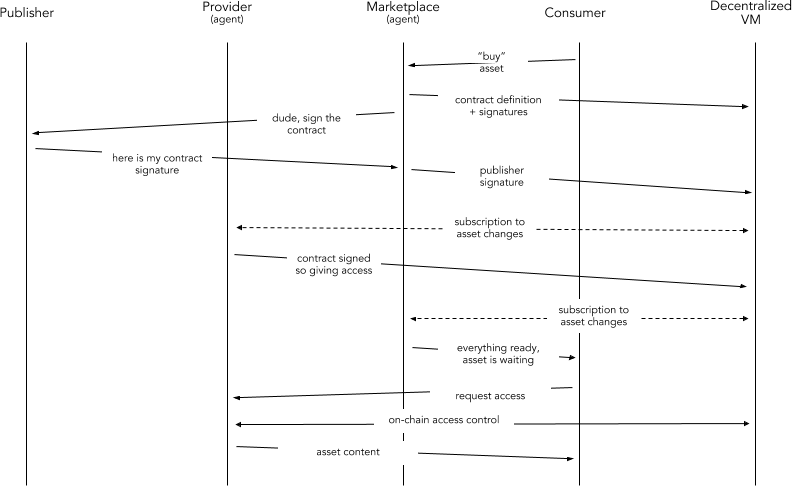 Publisher
Provider
(agent)
Marketplace
(agent)
Consumer
Decentralized
VM
“buy”
asset
contract definition
+ signatures
dude, sign the
contract
here is my contract
signature
publisher
signature
subscription to
asset changes
contract signed
so giving access
subscription to
asset changes
everything ready,
asset is waiting
request access
on-chain access control
asset content